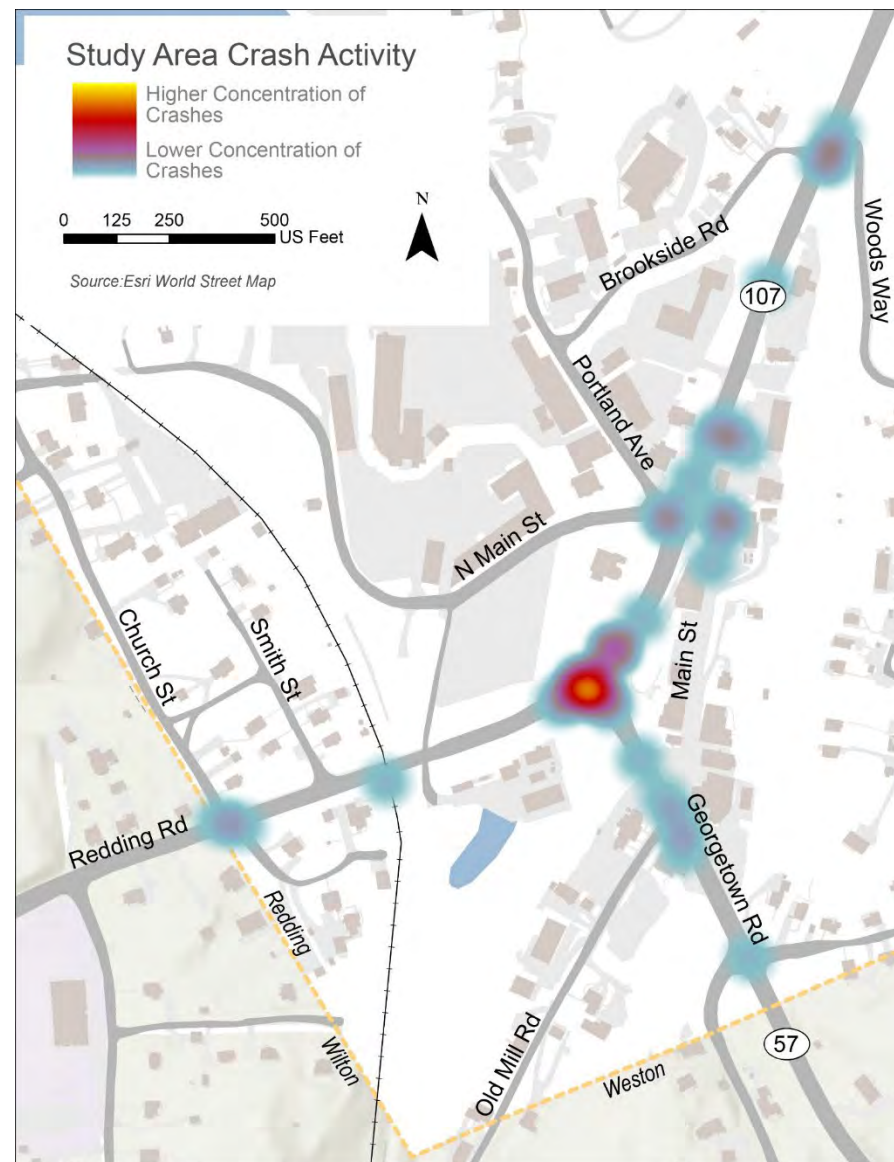 Study Area Crash Activity
Higher Concentration of
Crashes
Lower Concentration of
Crashes
N
0 125 250 500
US Feet
Source:Esri World Street Map
Brookside Rd
107
Woods Way
Portland Ave
N Main St
Main St
Church St
Smith St
Redding Rd
Georgetown Rd
Redding
Wilton
Old Mill Rd
Weston
57